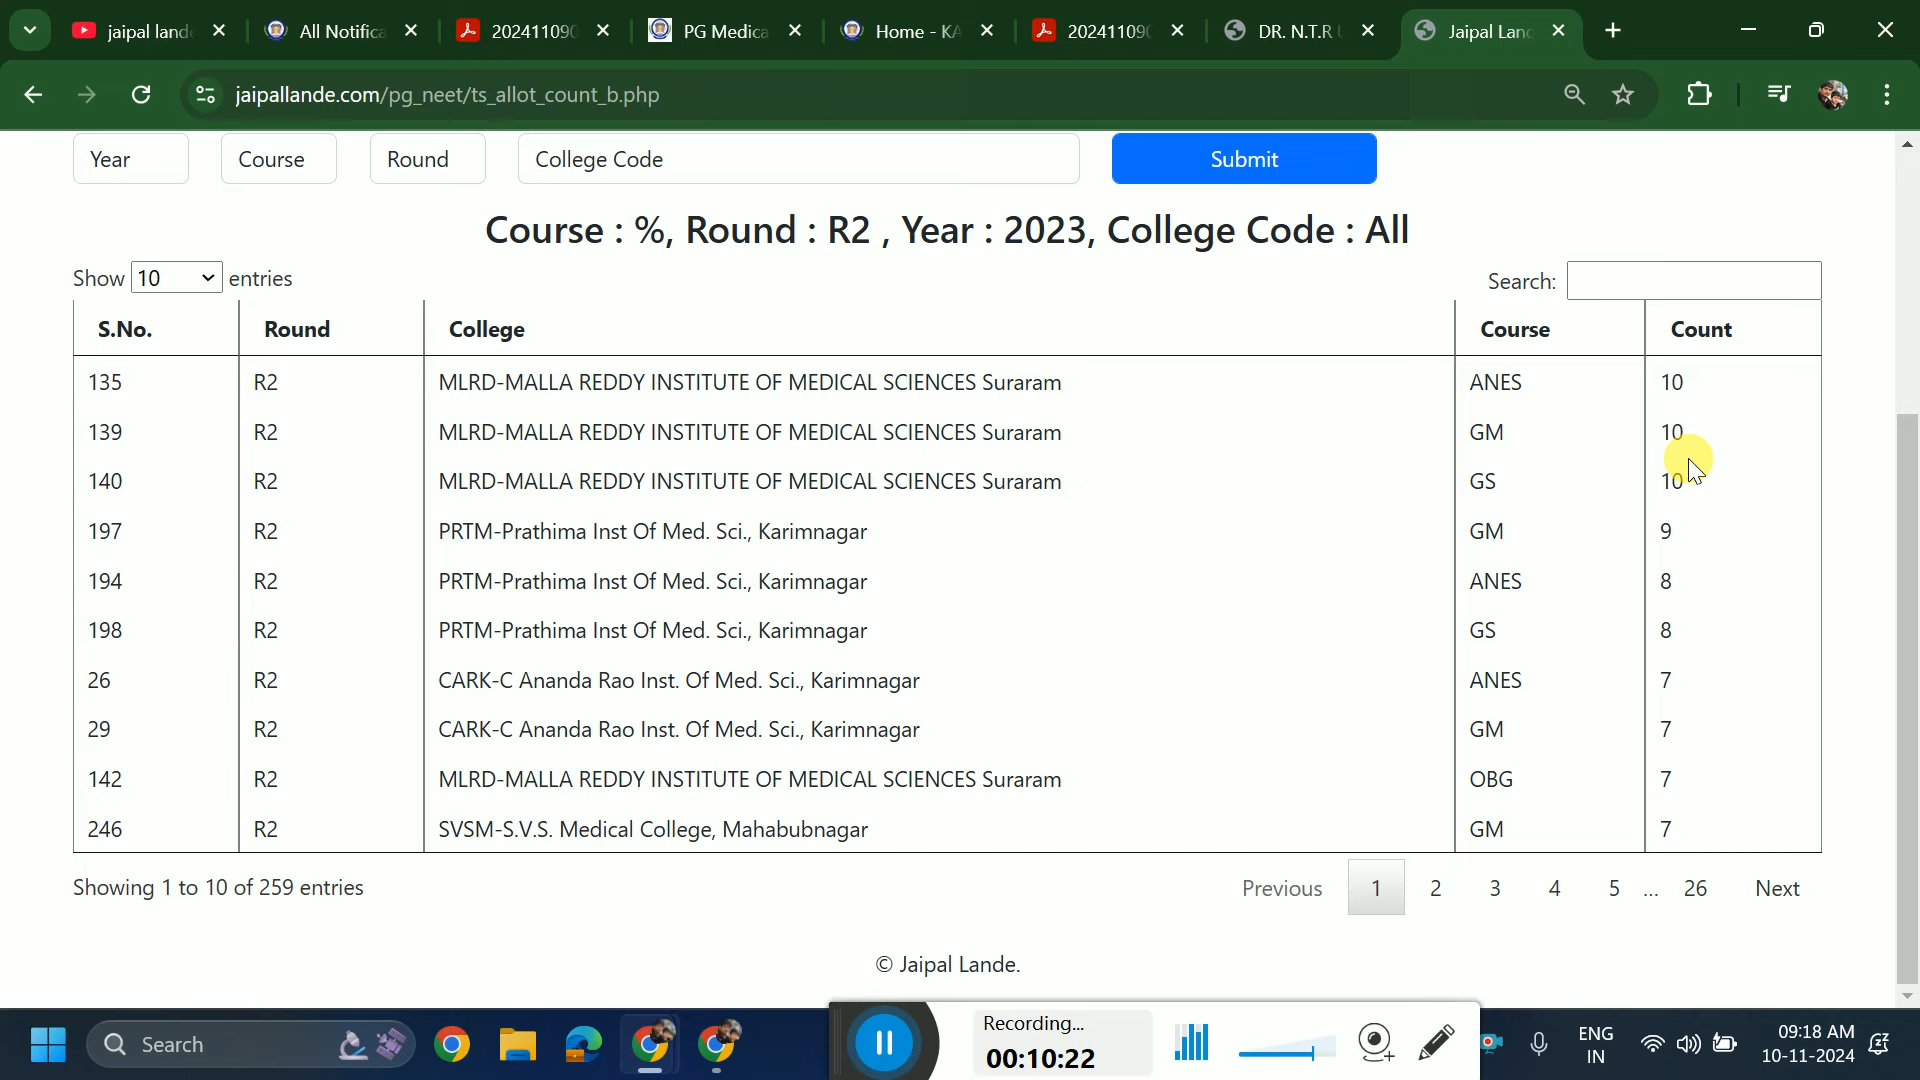 jaipal land
All Notifica
202411090
PG Medica
Home - KA
202411090
DR. N.T.R U
Jaipal Land
jaipallande.com/pg_neet/ts_allot_count_b.php
Year
Course
Round
College Code
Submit
Course : %, Round : R2 , Year : 2023, College Code : All
Show 10 entries
Search:
S.No. Round College Course Count
135 R2 MLRD-MALLA REDDY INSTITUTE OF MEDICAL SCIENCES Suraram ANES 10
139 R2 MLRD-MALLA REDDY INSTITUTE OF MEDICAL SCIENCES Suraram GM 10
140 R2 MLRD-MALLA REDDY INSTITUTE OF MEDICAL SCIENCES Suraram GS 10
197 R2 PRTM-Prathima Inst Of Med. Sci., Karimnagar GM 9
194 R2 PRTM-Prathima Inst Of Med. Sci., Karimnagar ANES 8
198 R2 PRTM-Prathima Inst Of Med. Sci., Karimnagar GS 8
26 R2 CARK-C Ananda Rao Inst. Of Med. Sci., Karimnagar ANES 7
29 R2 CARK-C Ananda Rao Inst. Of Med. Sci., Karimnagar GM 7
142 R2 MLRD-MALLA REDDY INSTITUTE OF MEDICAL SCIENCES Suraram OBG 7
246 R2 SVSM-S.V.S. Medical College, Mahabubnagar GM 7
Showing 1 to 10 of 259 entries
Previous 1 2 3 4 5 ... 26 Next
© Jaipal Lande.
Search
Recording...
00:10:22
ENG
IN
09:18 AM
10-11-2024